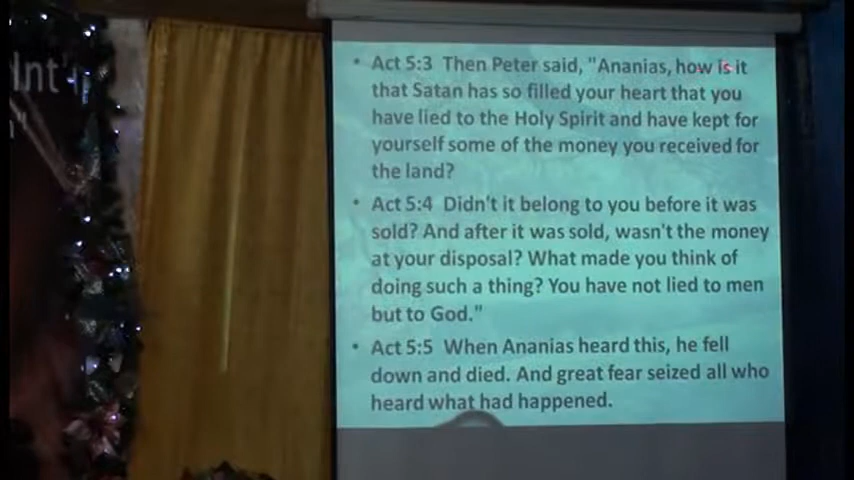 Int'
• Act 5:3 Then Peter said, "Ananias, how is it
that Satan has so filled your heart that you
have lied to the Holy Spirit and have kept for
yourself some of the money you received for
the land?
• Act 5:4 Didn't it belong to you before it was
sold? And after it was sold, wasn't the money
at your disposal? What made you think of
doing such a thing? You have not lied to men
but to God."
• Act 5:5 When Ananias heard this, he fell
down and died. And great fear seized all who
heard what had happened.